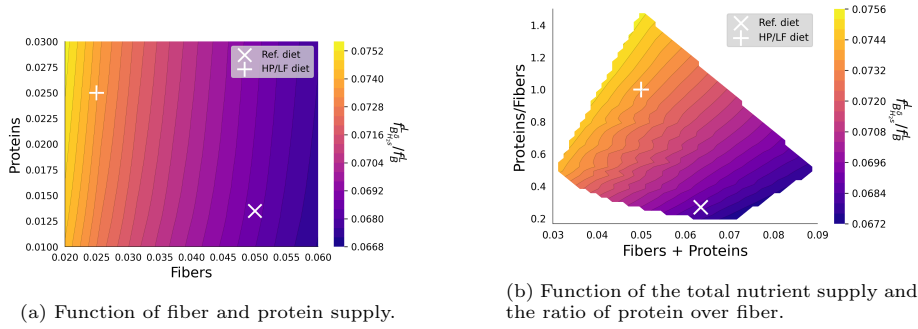 Ref. diet
HP/LF diet
Proteins
0.0300
0.0275
0.0250
0.0225
0.0200
0.0175
0.0150
0.0125
0.0100
0.020 0.025 0.030 0.035 0.040 0.045 0.050 0.055 0.060
Fibers
0.0752
0.0740
0.0728
0.0716
0.0704
0.0692
0.0680
0.0668
(a) Function of fiber and protein supply.
Ref. diet
HP/LF diet
Proteins/Fibers
1.4
1.2
1.0
0.8
0.6
0.4
0.2
0.03 0.04 0.05 0.06 0.07 0.08 0.09
Fibers + Proteins
0.0756
0.0744
0.0732
0.0720
0.0708
0.0696
0.0684
0.0672
(b) Function of the total nutrient supply and
the ratio of protein over fiber.